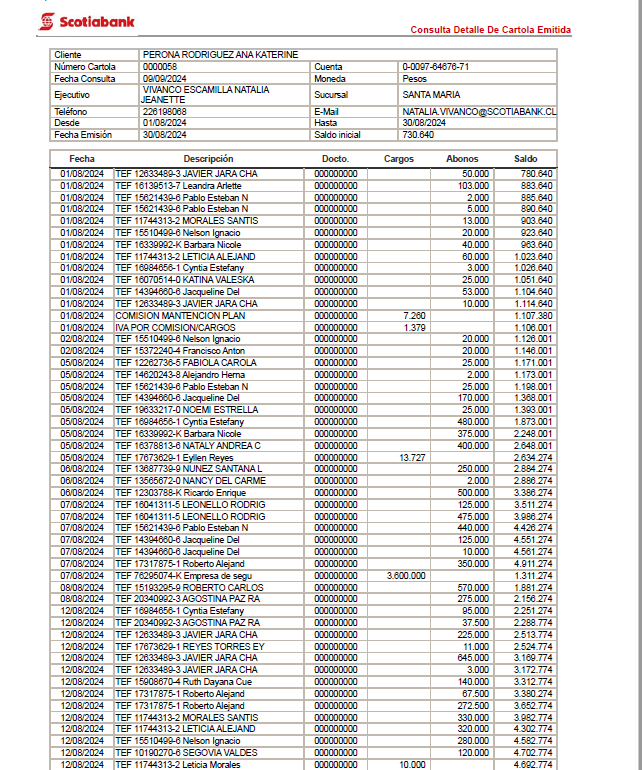 Scotiabank
Consulta Detalle De Cartola Emitida
Cliente PERONA RODRIGUEZ ANA KATERINE
Número Cartola 0000058 Cuenta 0-0097-64676-71
Fecha Consulta 09/09/2024 Moneda Pesos
Ejecutivo VIVANCO ESCAMILLA NATALIA JEANETTE Sucursal SANTA MARIA
Teléfono 226198068 E-Mail NATALIA.VIVANCO@SCOTIABANK.CL
Desde 01/08/2024 Hasta 30/08/2024
Fecha Emisión 30/08/2024 Saldo inicial 730.640
Fecha Descripción Docto. Cargos Abonos Saldo
01/08/2024 TEF 12633489-3 JAVIER JARA CHA 000000000 50.000 780.640
01/08/2024 TEF 16139513-7 Leandra Arlette 000000000 103.000 883.640
01/08/2024 TEF 15621439-6 Pablo Esteban N 000000000 2.000 885.640
01/08/2024 TEF 15621439-6 Pablo Esteban N 000000000 5.000 890.640
01/08/2024 TEF 11744313-2 MORALES SANTIS 000000000 13.000 903.640
01/08/2024 TEF 15510499-6 Nelson Ignacio 000000000 20.000 923.640
01/08/2024 TEF 16339992-K Barbara Nicole 000000000 40.000 963.640
01/08/2024 TEF 11744313-2 LETICIA ALEJAND 000000000 60.000 1.023.640
01/08/2024 TEF 16984656-1 Cyntia Estefany 000000000 3.000 1.026.640
01/08/2024 TEF 16070514-0 KATINA VALESKA 000000000 25.000 1.051.640
01/08/2024 TEF 14394660-6 Jacqueline Del 000000000 53.000 1.104.640
01/08/2024 TEF 12633489-3 JAVIER JARA CHA 000000000 10.000 1.114.640
01/08/2024 COMISION MANTENCION PLAN 000000000 7.260 1.107.380
01/08/2024 IVA POR COMISION/CARGOS 000000000 1.379 1.106.001
02/08/2024 TEF 15510499-6 Nelson Ignacio 000000000 20.000 1.126.001
02/08/2024 TEF 15372240-4 Francisco Anton 000000000 20.000 1.146.001
05/08/2024 TEF 12262736-5 FABIOLA CAROLA 000000000 25.000 1.171.001
05/08/2024 TEF 14620243-8 Alejandro Herna 000000000 2.000 1.173.001
05/08/2024 TEF 15621439-6 Pablo Esteban N 000000000 25.000 1.198.001
05/08/2024 TEF 14394660-6 Jacqueline Del 000000000 170.000 1.368.001
05/08/2024 TEF 19633217-0 NOEMI ESTRELLA 000000000 25.000 1.393.001
05/08/2024 TEF 16984656-1 Cyntia Estefany 000000000 480.000 1.873.001
05/08/2024 TEF 16339992-K Barbara Nicole 000000000 375.000 2.248.001
05/08/2024 TEF 16378813-6 NATALY ANDREA C 000000000 400.000 2.648.001
05/08/2024 TEF 17673629-1 Eyllen Reyes 000000000 13.727 2.634.274
06/08/2024 TEF 13687739-9 NUNEZ SANTANA L 000000000 250.000 2.884.274
06/08/2024 TEF 13565672-0 NANCY DEL CARME 000000000 2.000 2.886.274
06/08/2024 TEF 12303788-K Ricardo Enrique 000000000 500.000 3.386.274
07/08/2024 TEF 16041311-5 LEONELLO RODRIG 000000000 125.000 3.511.274
07/08/2024 TEF 16041311-5 LEONELLO RODRIG 000000000 475.000 3.986.274
07/08/2024 TEF 15621439-6 Pablo Esteban N 000000000 440.000 4.426.274
07/08/2024 TEF 14394660-6 Jacqueline Del 000000000 125.000 4.551.274
07/08/2024 TEF 14394660-6 Jacqueline Del 000000000 10.000 4.561.274
07/08/2024 TEF 17317875-1 Roberto Alejand 000000000 350.000 4.911.274
07/08/2024 TEF 76295074-K Empresa de segu 000000000 3.600.000 1.311.274
08/08/2024 TEF 15193295-9 ROBERTO CARLOS 000000000 570.000 1.881.274
08/08/2024 TEF 20340992-3 AGOSTINA PAZ RA 000000000 275.000 2.156.274
12/08/2024 TEF 16984656-1 Cyntia Estefany 000000000 95.000 2.251.274
12/08/2024 TEF 20340992-3 AGOSTINA PAZ RA 000000000 37.500 2.288.774
12/08/2024 TEF 12633489-3 JAVIER JARA CHA 000000000 225.000 2.513.774
12/08/2024 TEF 17673629-1 REYES TORRES EY 000000000 11.000 2.524.774
12/08/2024 TEF 12633489-3 JAVIER JARA CHA 000000000 645.000 3.169.774
12/08/2024 TEF 12633489-3 JAVIER JARA CHA 000000000 3.000 3.172.774
12/08/2024 TEF 15908670-4 Ruth Dayana Cue 000000000 140.000 3.312.774
12/08/2024 TEF 17317875-1 Roberto Alejand 000000000 67.500 3.380.274
12/08/2024 TEF 17317875-1 Roberto Alejand 000000000 272.500 3.652.774
12/08/2024 TEF 11744313-2 MORALES SANTIS 000000000 330.000 3.982.774
12/08/2024 TEF 11744313-2 LETICIA ALEJAND 000000000 320.000 4.302.774
12/08/2024 TEF 15510499-6 Nelson Ignacio 000000000 280.000 4.582.774
12/08/2024 TEF 10190270-6 SEGOVIA VALDES 000000000 120.000 4.702.774
12/08/2024 TEF 11744313-2 Leticia Morales 000000000 10.000 4.692.774